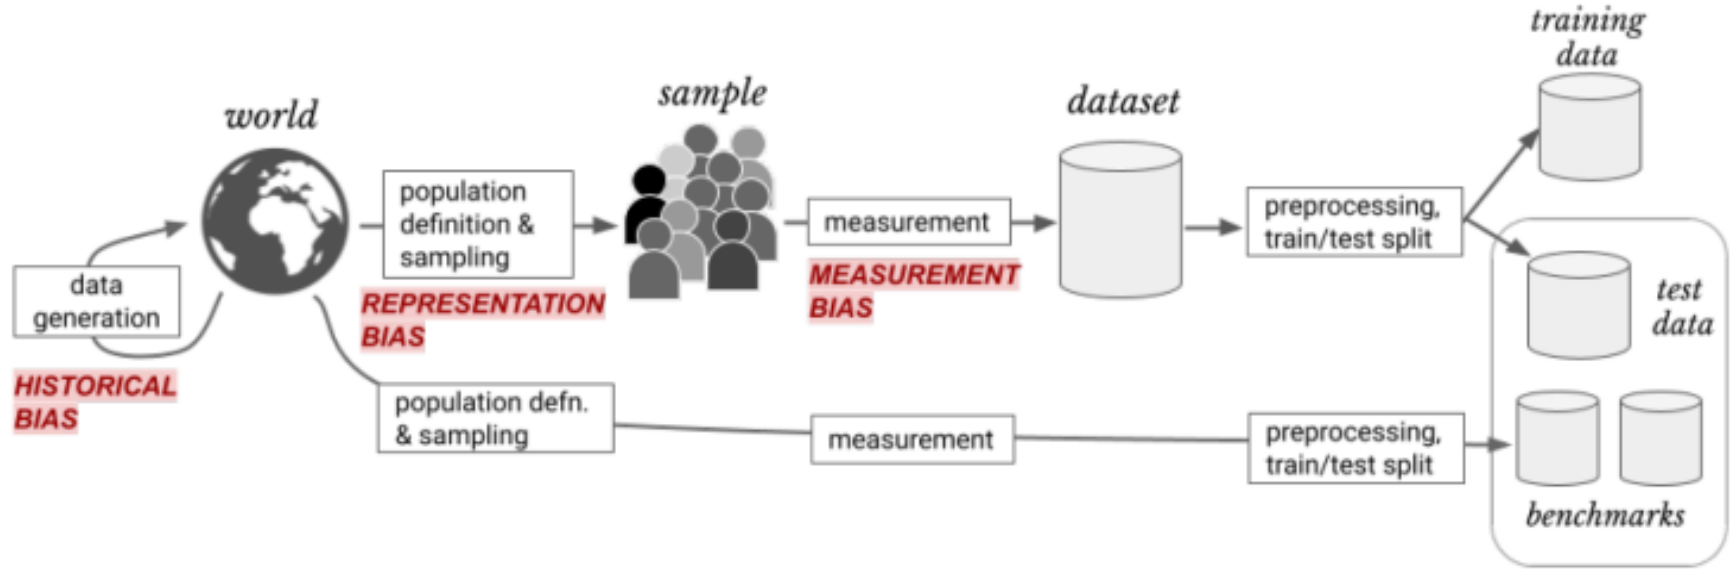 training
data
sample
dataset
world
population
definition &
sampling
measurement
preprocessing,
train/test split
data
generation
REPRESENTATION
BIAS
MEASUREMENT
BIAS
test
data
HISTORICAL
BIAS
population defn.
& sampling
measurement
preprocessing,
train/test split
benchmarks